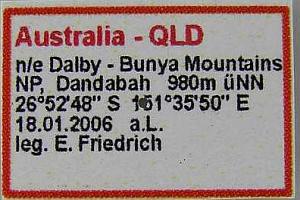 Australia - QLD
n/e Dalby - Bunya Mountains
NP, Dandabah 980m üNN
26°52'48" S 151°35'50" E
18.01.2006 a.L.
leg. E. Friedrich